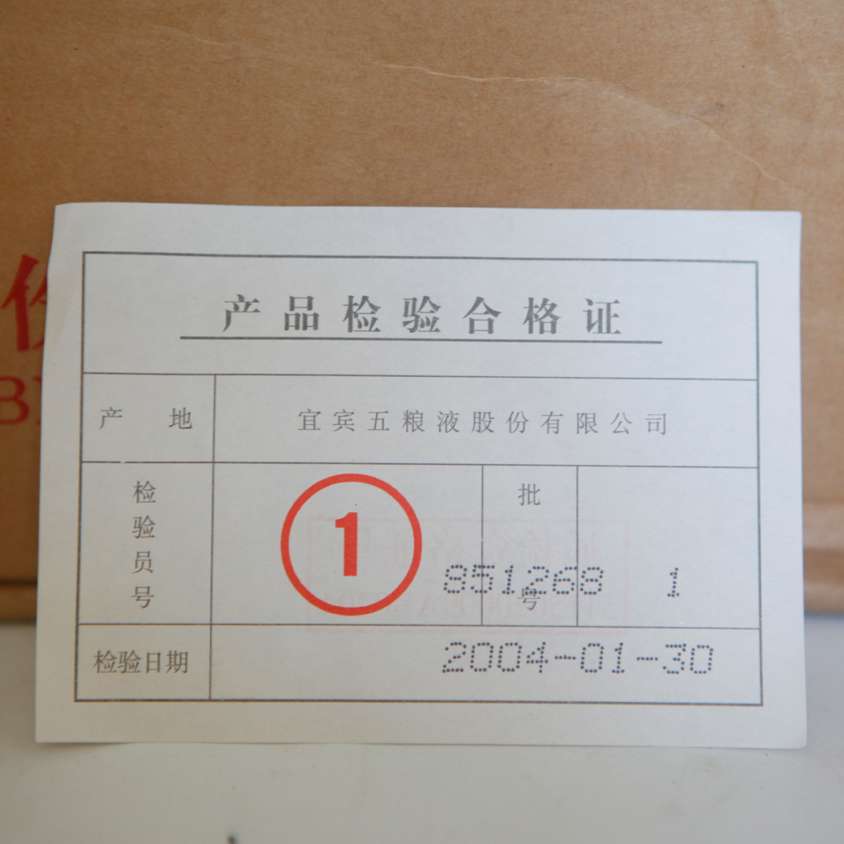 产品检验合格证
产 地 宜宾五粮液股份有限公司
检验员号 1 批号 851268 1
检验日期 2004-01-30